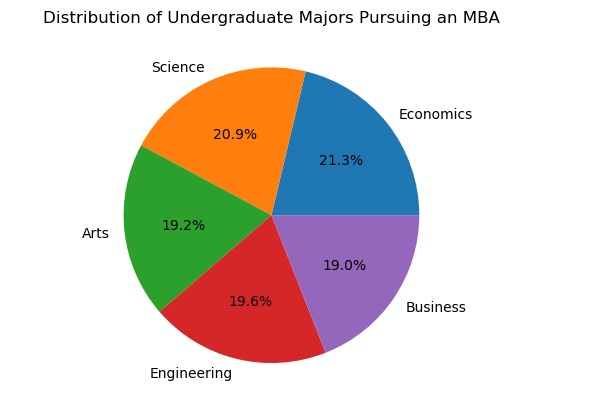 Distribution of Undergraduate Majors Pursuing an MBA
Science
Economics
20.9%
21.3%
19.2%
Arts
19.0%
19.6%
Business
Engineering